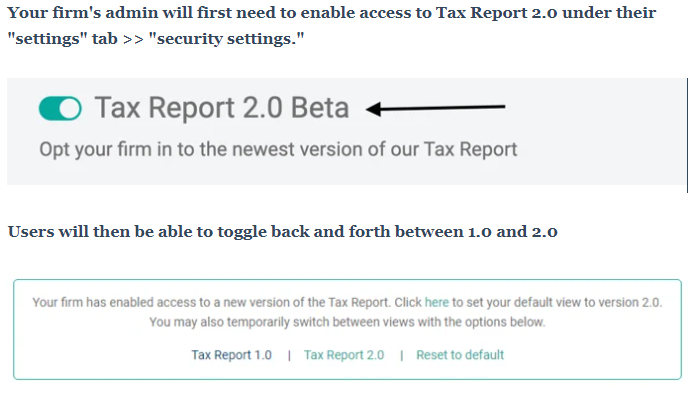 Your firm's admin will first need to enable access to Tax Report 2.0 under their
"settings" tab >> "security settings."
Tax Report 2.0 Beta
Opt your firm in to the newest version of our Tax Report
Users will then be able to toggle back and forth between 1.0 and 2.0
Your firm has enabled access to a new version of the Tax Report. Click here to set your default view to version 2.0.
You may also temporarily switch between views with the options below.
Tax Report 1.0 | Tax Report 2.0 | Reset to default